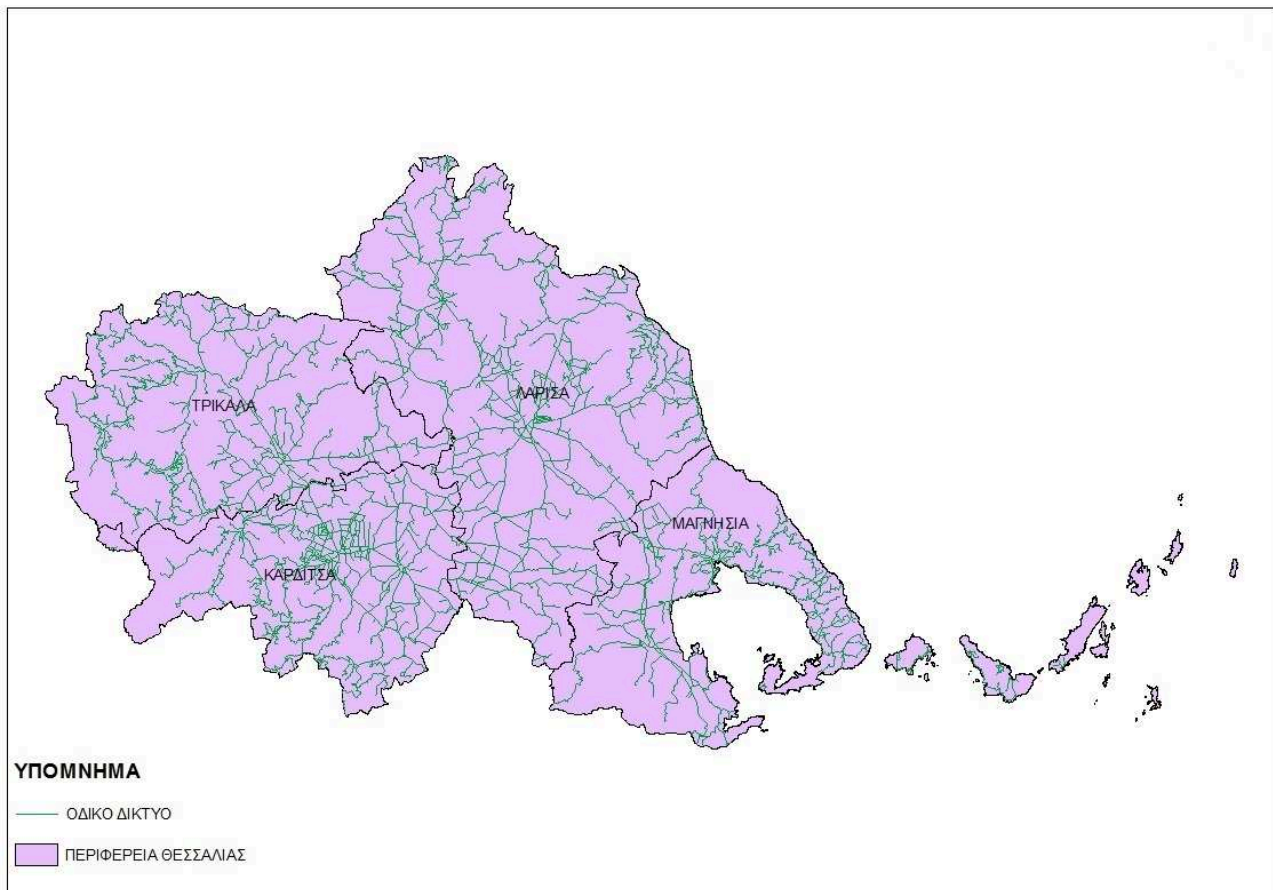 ΤΡΙΚΑΛΑ
ΛΑΡΙΣΑ
ΜΑΓΝΗΣΙΑ
ΚΑΡΔΙΤΣΑ
ΥΠΟΜΝΗΜΑ
ΟΔΙΚΟ ΔΙΚΤΥΟ
ΠΕΡΙΦΕΡΕΙΑ ΘΕΣΣΑΛΙΑΣ